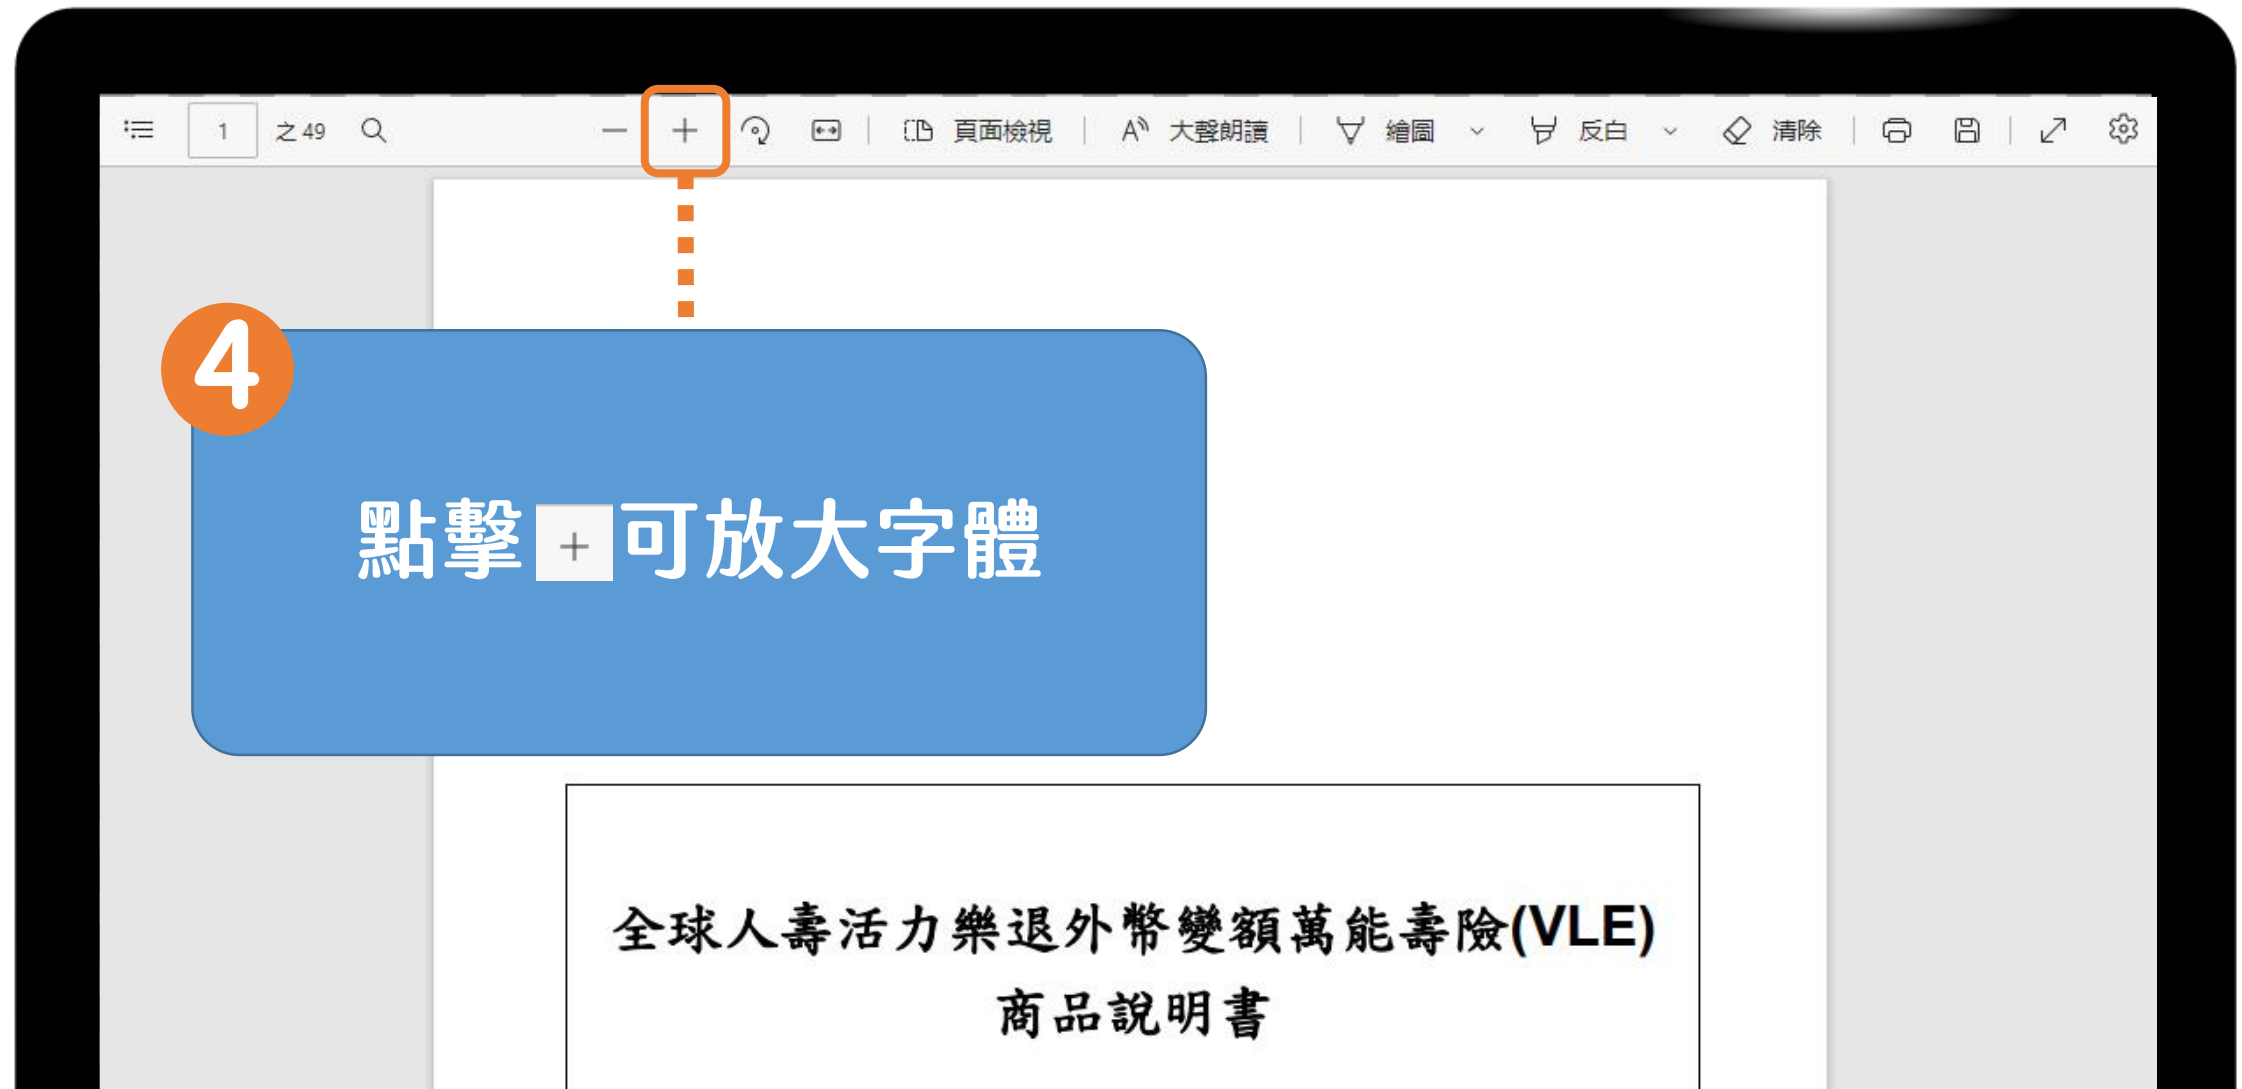 1 之 49 頁面檢視 大聲朗讀 繪圖 反白 清除
4
點擊 + 可放大字體
全球人壽活力樂退外幣變額萬能壽險(VLE)
商品說明書